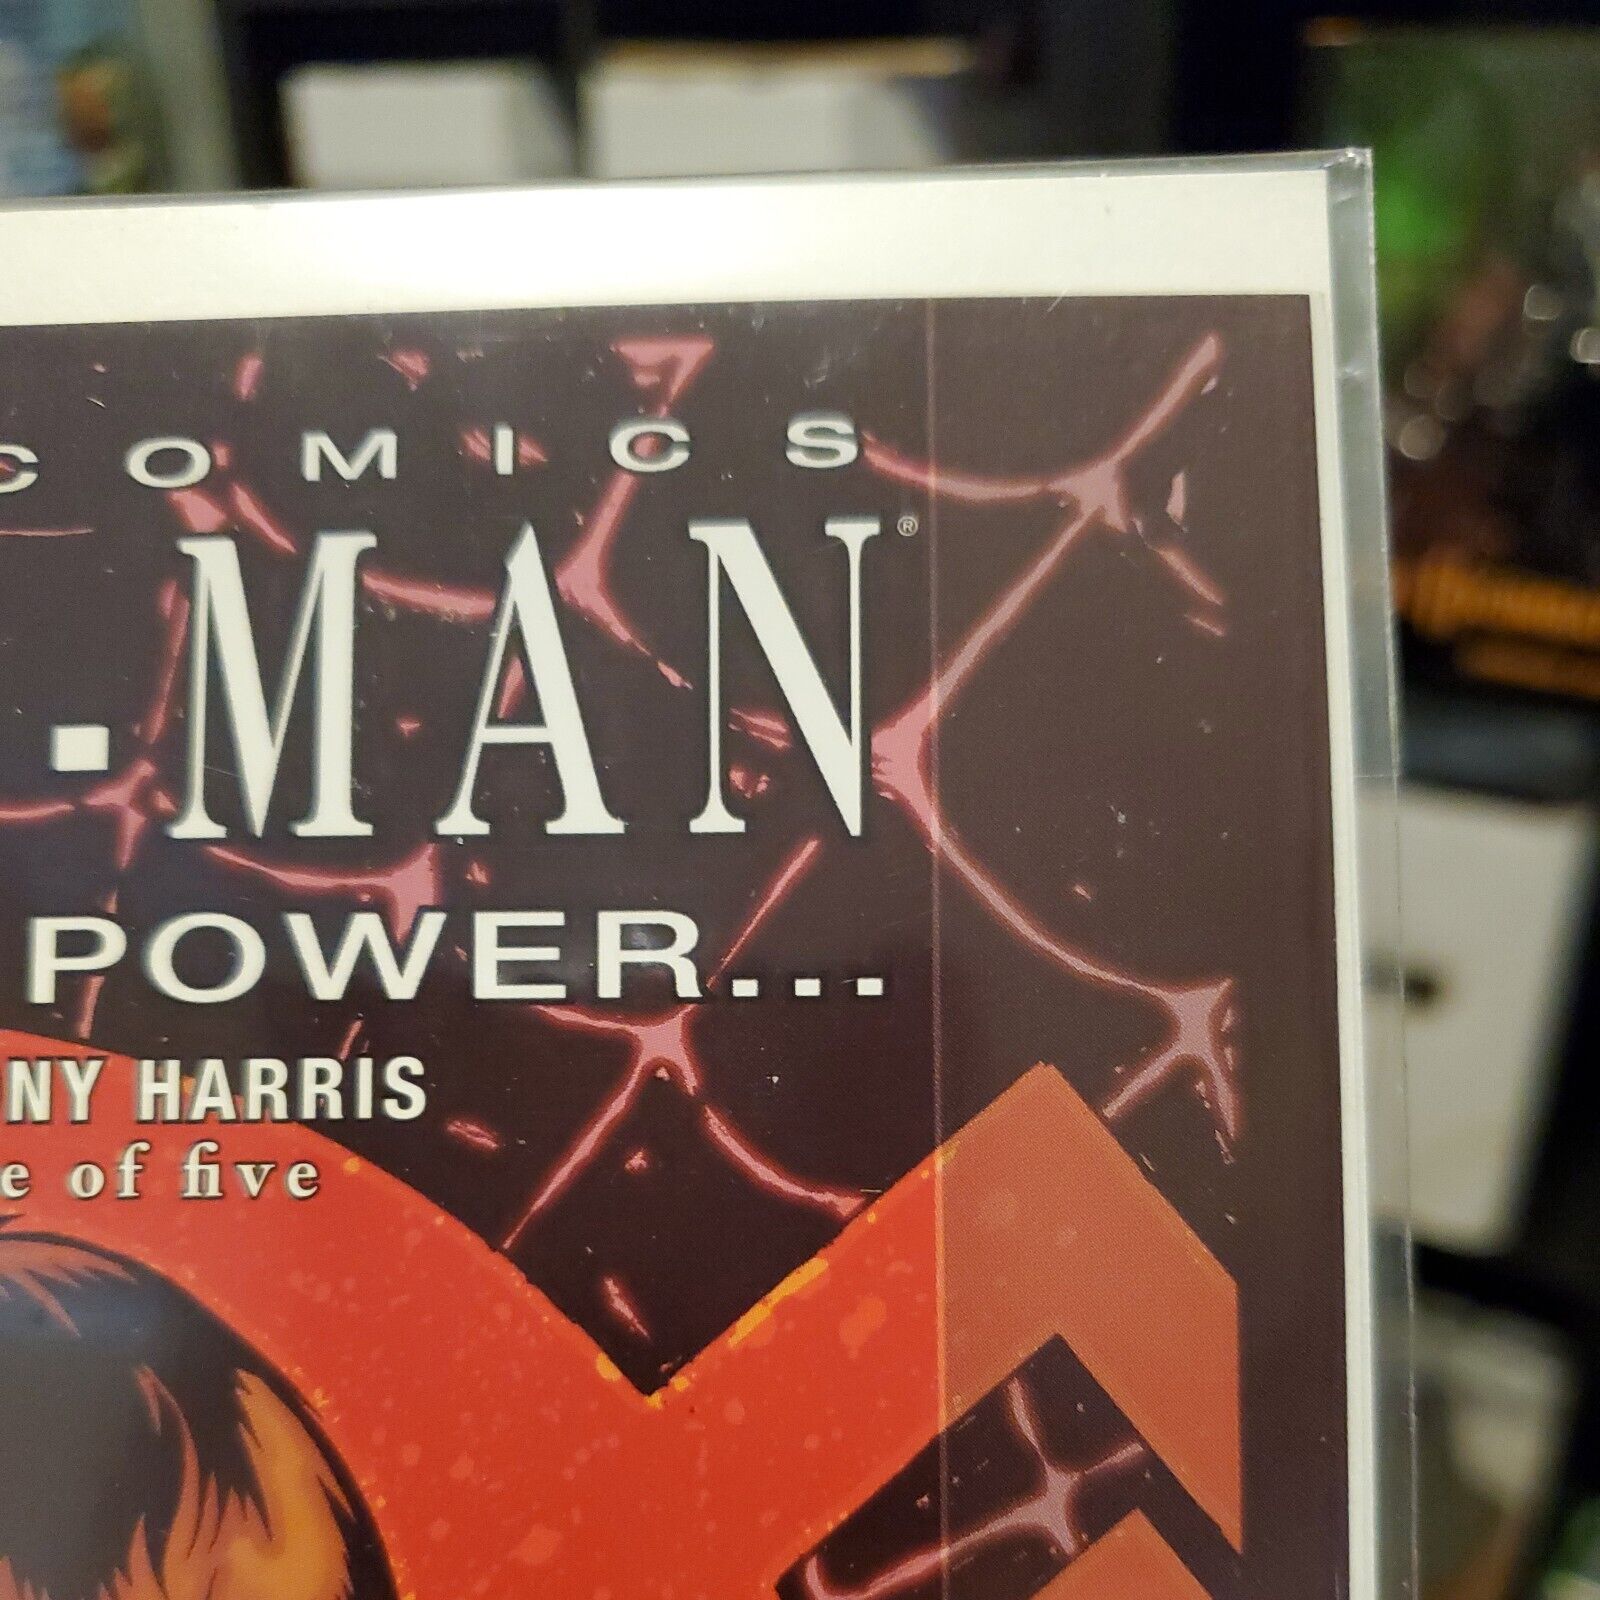 COMICS
.MAN®
POWER...
NY HARRIS
e of five